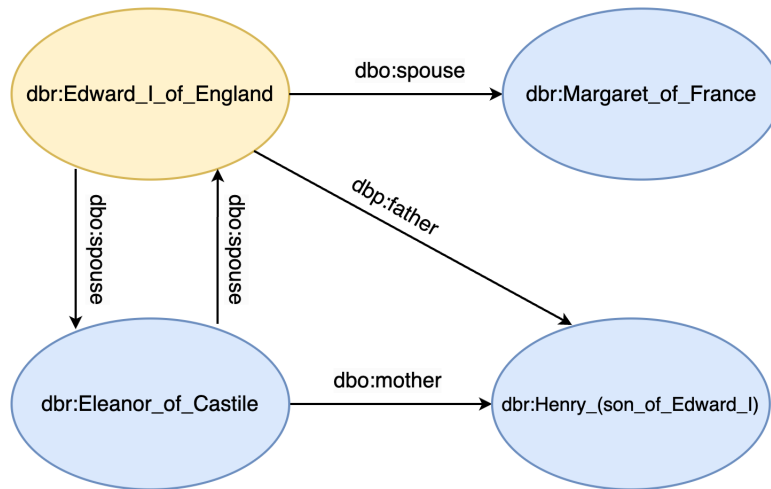 dbo:spouse
dbr:Edward_I_of_England
dbr:Margaret_of_France
dbp:father
dbo:spouse
dbo:spouse
dbo:mother
dbr:Eleanor_of_Castile
dbr:Henry_(son_of_Edward_I)